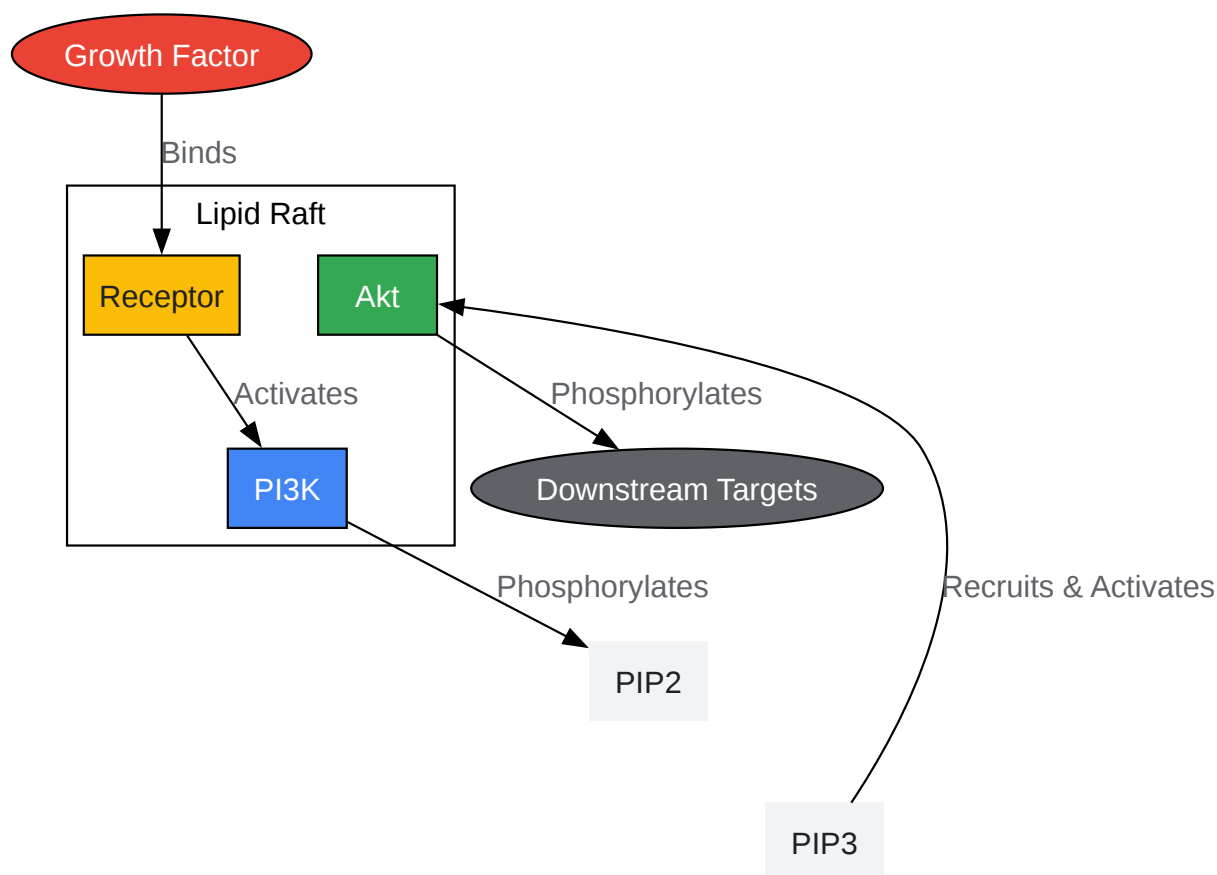 Growth Factor
Binds
Lipid Raft
Receptor
Akt
Activates
Phosphorylates
PI3K
Downstream Targets
Phosphorylates
Recruits & Activates
PIP2
PIP3